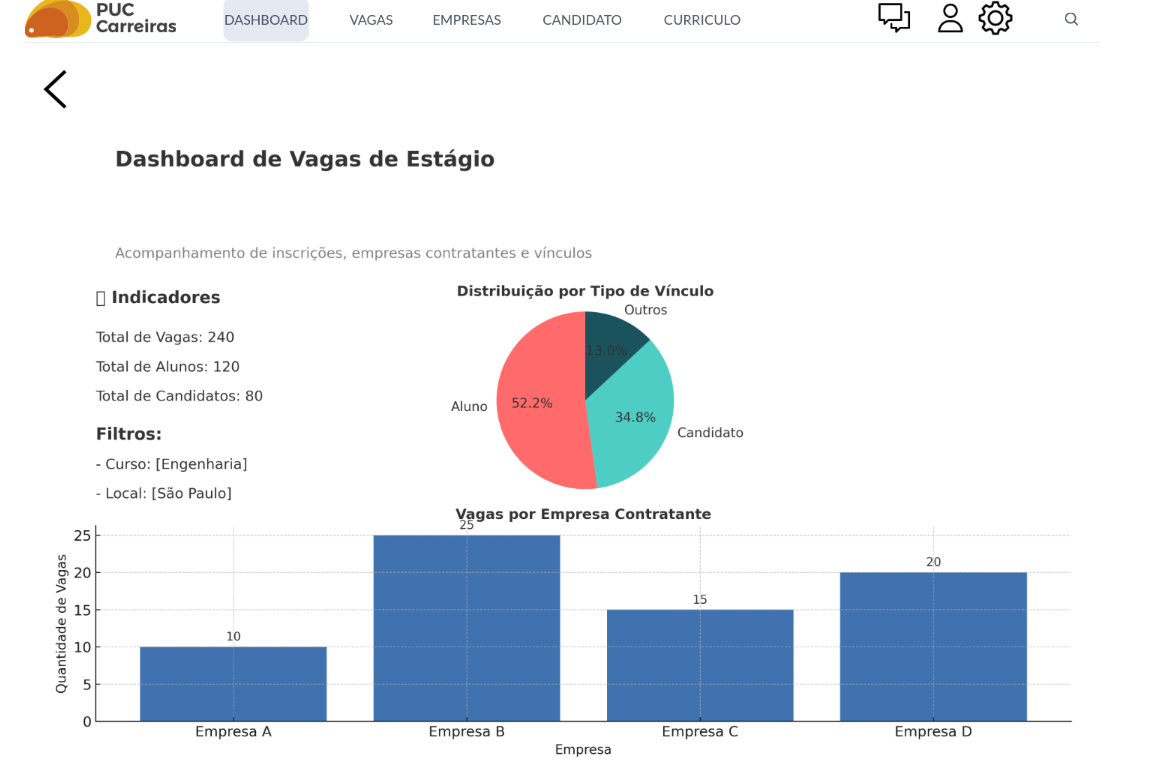 PUC
Carreiras
DASHBOARD VAGAS EMPRESAS CANDIDATO CURRICULO
Dashboard de Vagas de Estágio
Acompanhamento de inscrições, empresas contratantes e vínculos
Indicadores
Total de Vagas: 240
Total de Alunos: 120
Total de Candidatos: 80
Filtros:
- Curso: [Engenharia]
- Local: [São Paulo]
Distribuição por Tipo de Vínculo
Outros
13.0%
Aluno
52.2%
34.8%
Candidato
Vagas por Empresa Contratante
Quantidade de Vagas
25
20
15
10
5
0
10
25
15
20
Empresa A Empresa B Empresa C Empresa D
Empresa